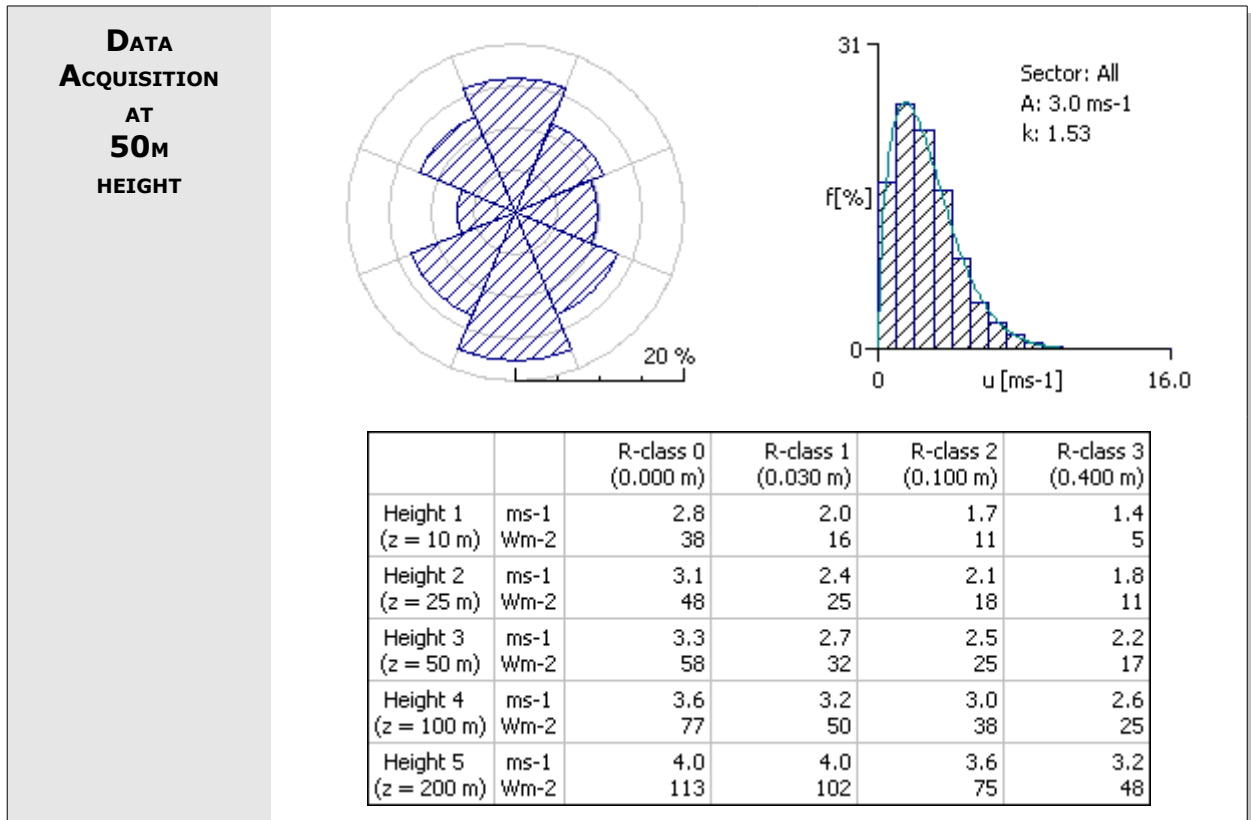 DATA
ACQUISITION
AT
50M
HEIGHT
20 %
31
f[%]
0
0
u [ms-1]
16.0
Sector: All
A: 3.0 ms-1
k: 1.53
R-class 0 R-class 1 R-class 2 R-class 3
(0.000 m) (0.030 m) (0.100 m) (0.400 m)
Height 1 ms-1 2.8 2.0 1.7 1.4
(z = 10 m) Wm-2 38 16 11 5
Height 2 ms-1 3.1 2.4 2.1 1.8
(z = 25 m) Wm-2 48 25 18 11
Height 3 ms-1 3.3 2.7 2.5 2.2
(z = 50 m) Wm-2 58 32 25 17
Height 4 ms-1 3.6 3.2 3.0 2.6
(z = 100 m) Wm-2 77 50 38 25
Height 5 ms-1 4.0 4.0 3.6 3.2
(z = 200 m) Wm-2 113 102 75 48